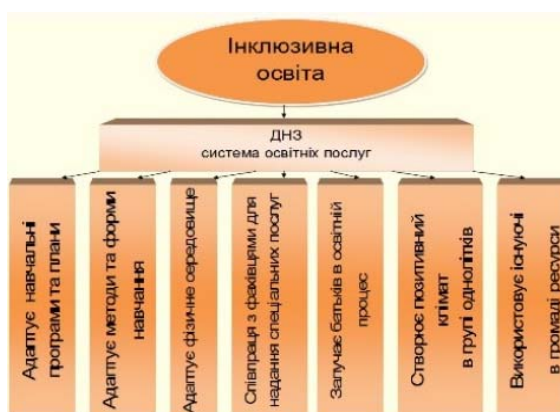 Інклюзивна
освіта
ДНЗ
система освітніх послуг
Адаптує навчальні
програми та плани
Адаптує методи та форми
навчання
Адаптує фізичне середовище
Співпраця з фахівцями для
надання спеціальних послуг
Залучає батьків в освітній
процес
Створює позитивний
клімат
в групі однолітків
Використовує існуючі
в громаді ресурси